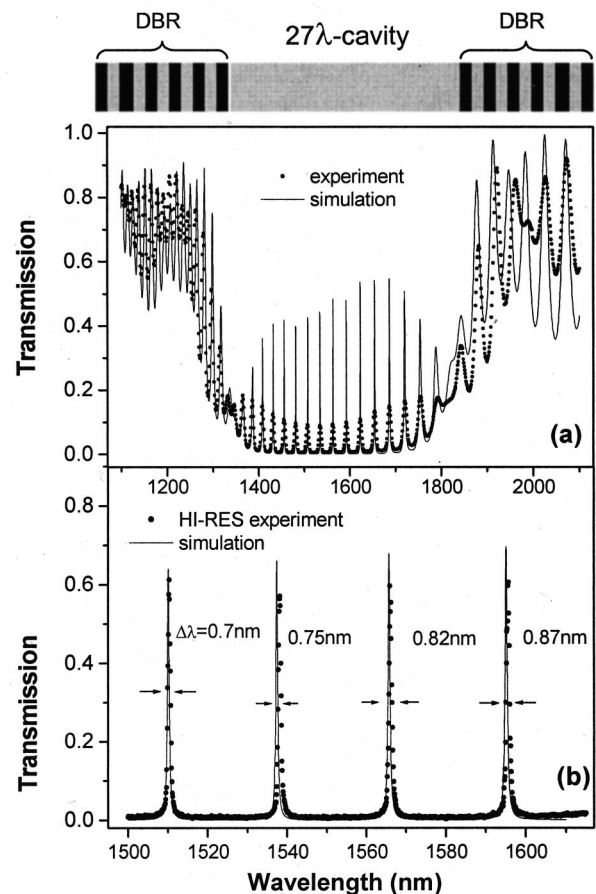 DBR
27λ-cavity
DBR
Transmission
1.0
0.8
0.6
0.4
0.2
0.0
experiment
simulation
(a)
1200
1400
1600
1800
2000
Transmission
0.8
0.6
0.4
0.2
0.0
HI-RES experiment
simulation
Δλ=0.7nm
0.75nm
0.82nm
0.87nm
(b)
1500
1520
1540
1560
1580
1600
Wavelength (nm)